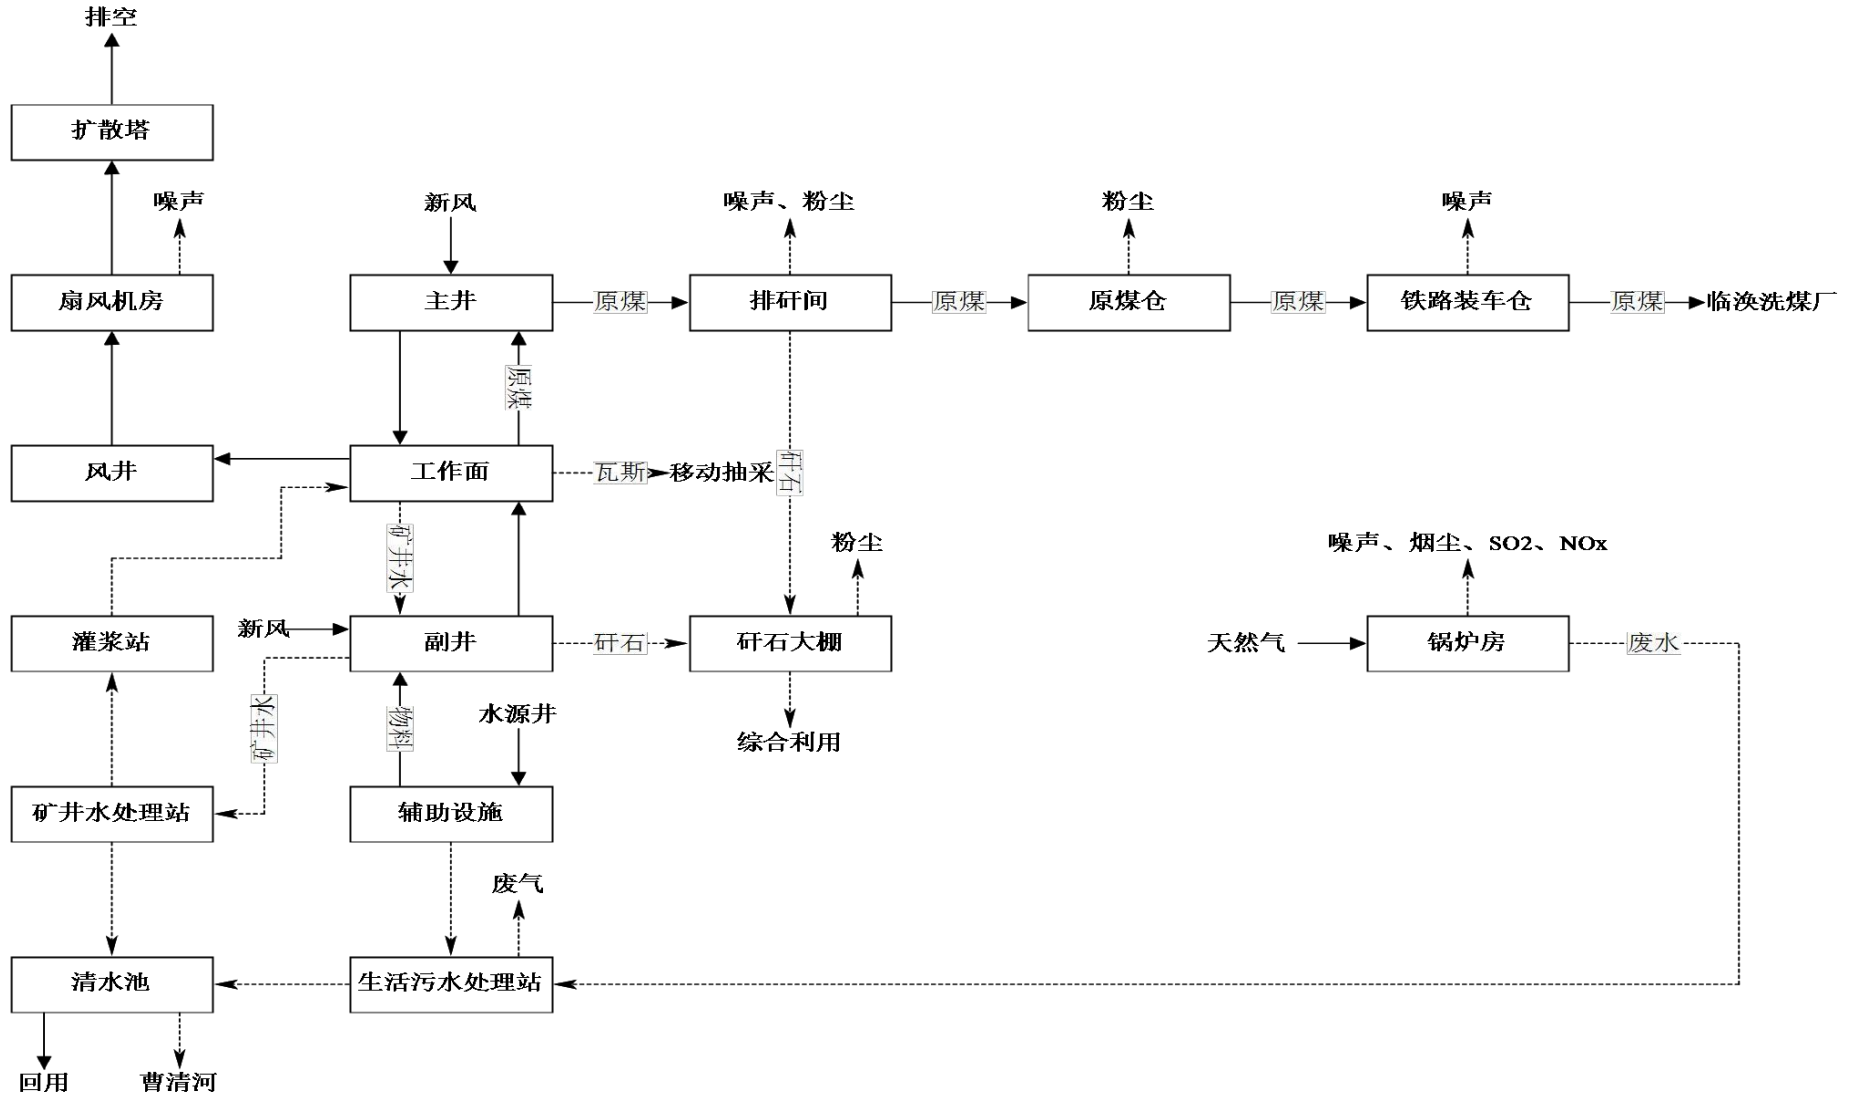 排空
扩散塔
噪声
新风
噪声、粉尘
粉尘
噪声
扇风机房
主井
原煤
排矸间
原煤
原煤仓
原煤
铁路装车仓
原煤
临涣洗煤厂
原煤
风井
工作面
瓦斯
移动抽采
矸石
矿井水
粉尘
噪声、烟尘、SO2、NOx
灌浆站
新风
副井
矸石
矸石大棚
天然气
锅炉房
废水
矿井水
物料
水源井
综合利用
矿井水处理站
辅助设施
废气
清水池
生活污水处理站
回用
曹清河